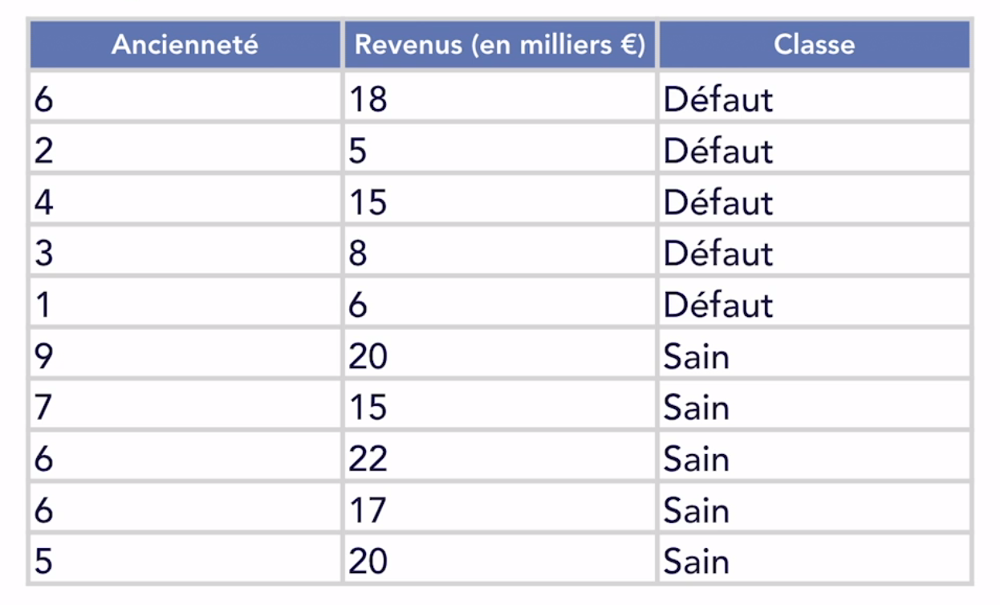 Ancienneté Revenus (en milliers €) Classe
6 18 Défaut
2 5 Défaut
4 15 Défaut
3 8 Défaut
1 6 Défaut
9 20 Sain
7 15 Sain
6 22 Sain
6 17 Sain
5 20 Sain